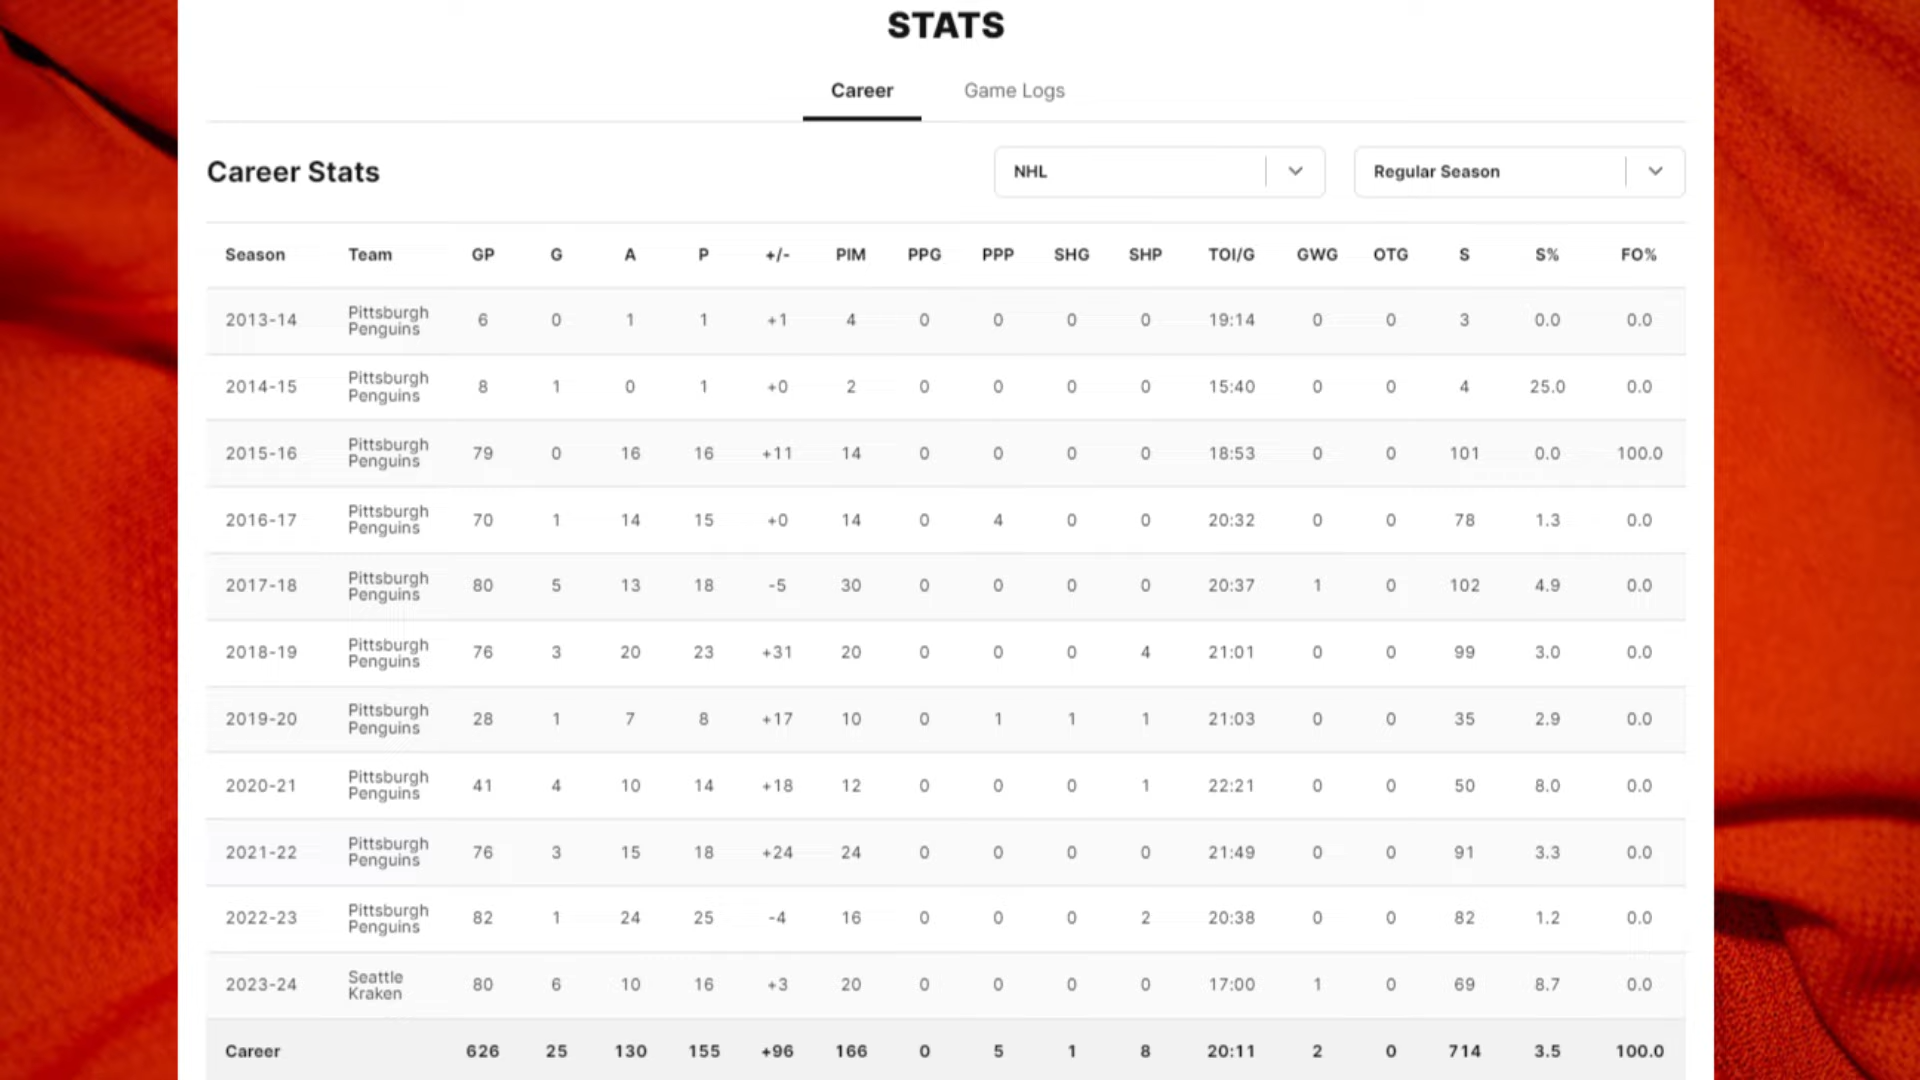 STATS
Career Game Logs
Career Stats NHL Regular Season
Season Team GP G A P +/- PIM PPG PPP SHG SHP TOI/G GWG OTG S S% FO%
2013-14 Pittsburgh Penguins 6 0 1 1 +1 4 0 0 0 0 19:14 0 0 3 0.0 0.0
2014-15 Pittsburgh Penguins 8 1 0 1 +0 2 0 0 0 0 15:40 0 0 4 25.0 0.0
2015-16 Pittsburgh Penguins 79 0 16 16 +11 14 0 0 0 0 18:53 0 0 101 0.0 100.0
2016-17 Pittsburgh Penguins 70 1 14 15 +0 14 0 4 0 0 20:32 0 0 78 1.3 0.0
2017-18 Pittsburgh Penguins 80 5 13 18 -5 30 0 0 0 0 20:37 1 0 102 4.9 0.0
2018-19 Pittsburgh Penguins 76 3 20 23 +31 20 0 0 0 4 21:01 0 0 99 3.0 0.0
2019-20 Pittsburgh Penguins 28 1 7 8 +17 10 0 1 1 1 21:03 0 0 35 2.9 0.0
2020-21 Pittsburgh Penguins 41 4 10 14 +18 12 0 0 0 1 22:21 0 0 50 8.0 0.0
2021-22 Pittsburgh Penguins 76 3 15 18 +24 24 0 0 0 0 21:49 0 0 91 3.3 0.0
2022-23 Pittsburgh Penguins 82 1 24 25 -4 16 0 0 0 2 20:38 0 0 82 1.2 0.0
2023-24 Seattle Kraken 80 6 10 16 +3 20 0 0 0 0 17:00 1 0 69 8.7 0.0
Career 626 25 130 155 +96 166 0 5 1 8 20:11 2 0 714 3.5 100.0